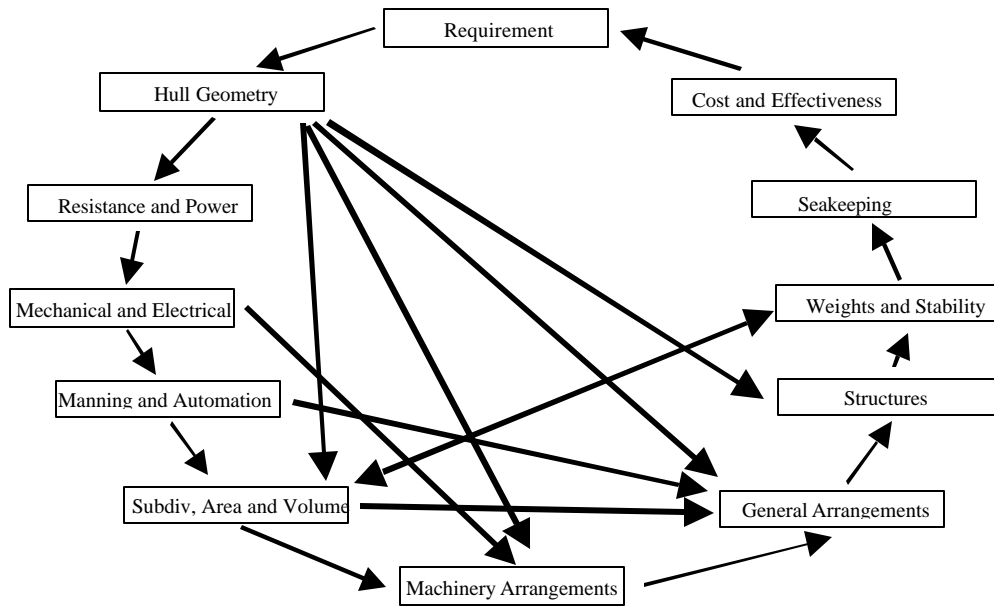 Requirement
Hull Geometry
Cost and Effectiveness
Resistance and Power
Seakeeping
Mechanical and Electrical
Weights and Stability
Manning and Automation
Structures
Subdiv, Area and Volume
General Arrangements
Machinery Arrangements